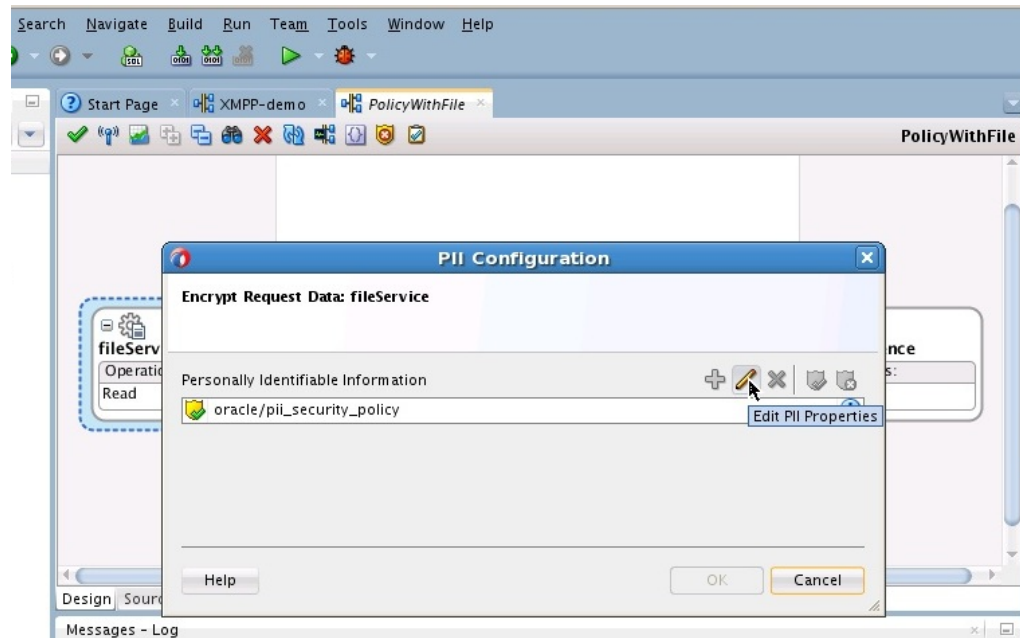 Search Navigate Build Run Team Tools Window Help
Start Page XMPP-demo PolicyWithFile
PolicyWithFile
PII Configuration
Encrypt Request Data: fileService
fileServ
nce
Operatio
s:
Read
Personally Identifiable Information
oracle/pii_security_policy
Edit PII Properties
Help OK Cancel
Design Sourc
Messages - Log